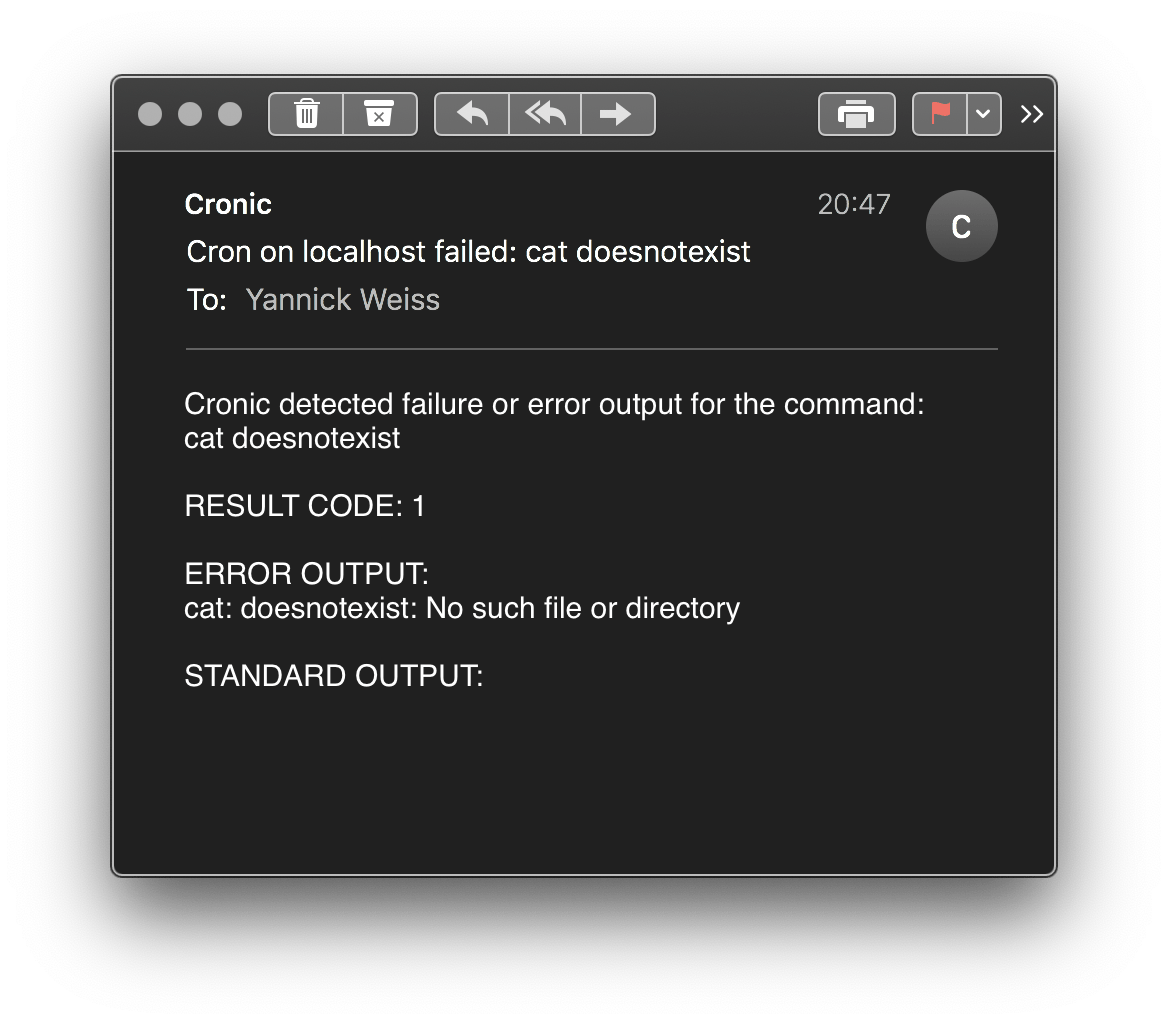 Cronic
20:47
C
Cron on localhost failed: cat doesnotexist
To: Yannick Weiss
Cronic detected failure or error output for the command:
cat doesnotexist
RESULT CODE: 1
ERROR OUTPUT:
cat: doesnotexist: No such file or directory
STANDARD OUTPUT: